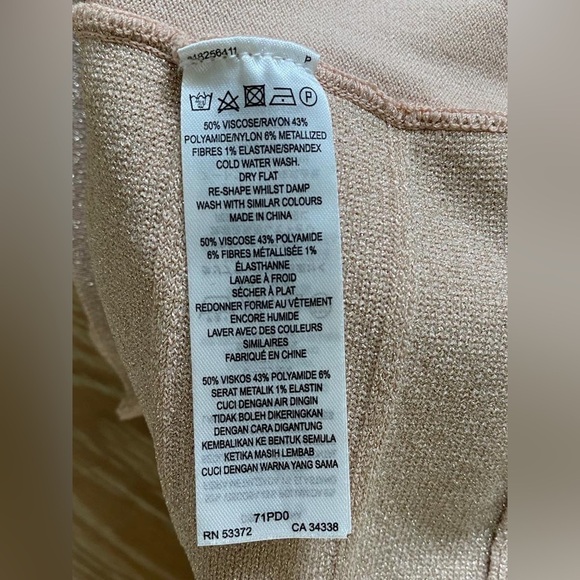 50% VISCOSE/RAYON 43%
POLYAMIDE/NYLON 6% METALLIZED
FIBRES 1% ELASTANE/SPANDEX
COLD WATER WASH.
DRY FLAT
RE-SHAPE WHILST DAMP
WASH WITH SIMILAR COLOURS
MADE IN CHINA
50% VISCOSE 43% POLYAMIDE
6% FIBRES MÉTALLISÉE 1%
ÉLASTHANNE
LAVAGE À FROID
SÉCHER À PLAT
REDONNER FORME AU VÊTEMENT
ENCORE HUMIDE
LAVER AVEC DES COULEURS
SIMILAIRES
FABRIQUÉ EN CHINE
50% VISKOS 43% POLYAMIDE 6%
SERAT METALIK 1% ELASTIN
CUCI DENGAN AIR DINGIN
TIDAK BOLEH DIKERINGKAN
DENGAN CARA DIGANTUNG
KEMBALIKAN KE BENTUK SEMULA
KETIKA MASIH LEMBAB
CUCI DENGAN WARNA YANG SAMA
71PD0
RN 53372 CA 34338